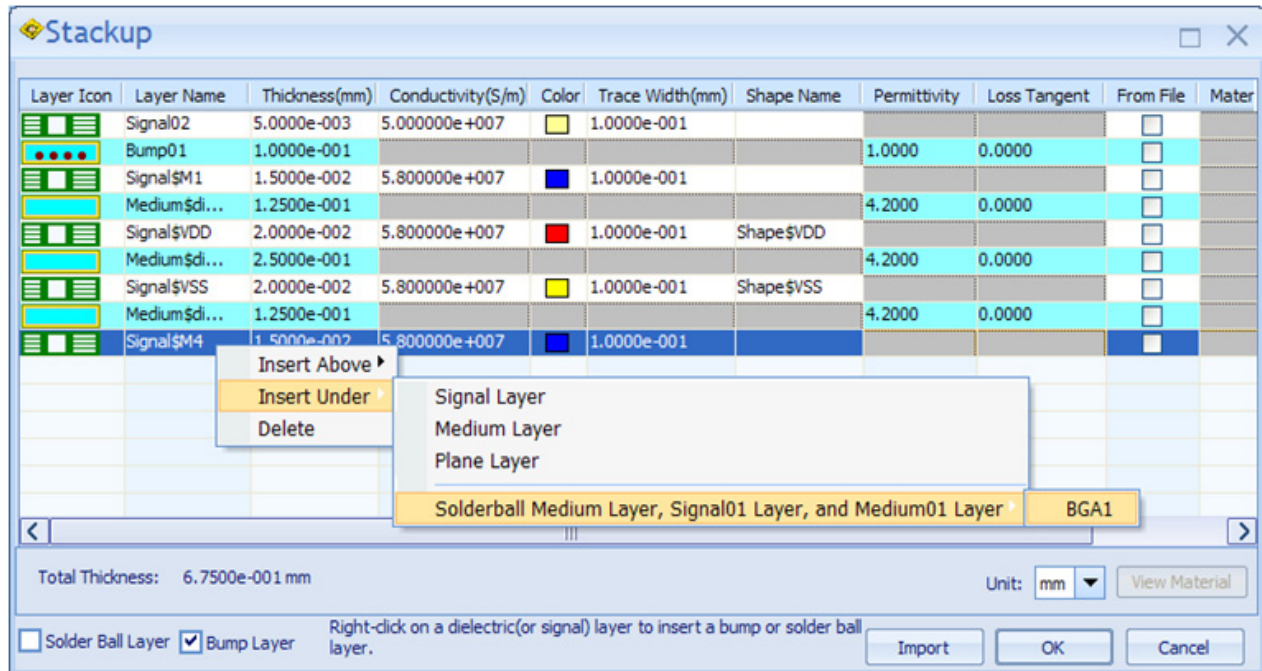 Stackup
Layer Icon Layer Name Thickness(mm) Conductivity(S/m) Color Trace Width(mm) Shape Name Permittivity Loss Tangent From File Mater
Signal02 5.0000e-003 5.000000e+007 1.0000e-001
Bump01 1.0000e-001 1.0000 0.0000
Signal$M1 1.5000e-002 5.800000e+007 1.0000e-001
Medium$di... 1.2500e-001 4.2000 0.0000
Signal$VDD 2.0000e-002 5.800000e+007 1.0000e-001 Shape$VDD
Medium$di... 2.5000e-001 4.2000 0.0000
Signal$VSS 2.0000e-002 5.800000e+007 1.0000e-001 Shape$VSS
Medium$di... 1.2500e-001 4.2000 0.0000
Signal$M4 1.5000e-002 5.800000e+007 1.0000e-001
Insert Above
Insert Under
Delete
Signal Layer
Medium Layer
Plane Layer
Solderball Medium Layer, Signal01 Layer, and Medium01 Layer
BGA1
Total Thickness: 6.7500e-001 mm
Unit: mm View Material
Solder Ball Layer Bump Layer
Right-click on a dielectric(or signal) layer to insert a bump or solder ball
layer.
Import OK Cancel